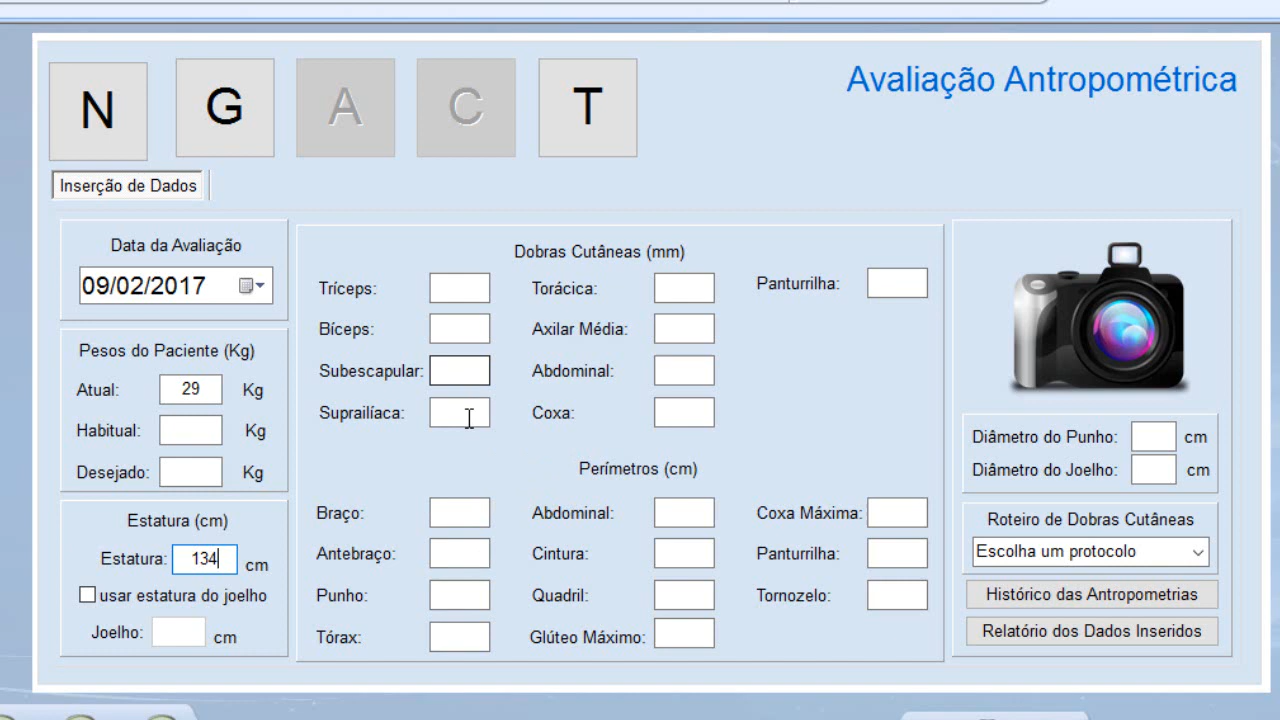 N G A C T
Avaliação Antropométrica
Inserção de Dados
Data da Avaliação
09/02/2017
Pesos do Paciente (Kg)
Atual: 29 Kg
Habitual: Kg
Desejado: Kg
Estatura (cm)
Estatura: 134 cm
usar estatura do joelho
Joelho: cm
Dobras Cutâneas (mm)
Tríceps: Torácica: Panturrilha:
Bíceps: Axilar Média:
Subescapular: Abdominal:
Suprailíaca: Coxa:
Perímetros (cm)
Braço: Abdominal: Coxa Máxima:
Antebraço: Cintura: Panturrilha:
Punho: Quadril: Tornozelo:
Tórax: Glúteo Máximo:
Diâmetro do Punho: cm
Diâmetro do Joelho: cm
Roteiro de Dobras Cutâneas
Escolha um protocolo
Histórico das Antropometrias
Relatório dos Dados Inseridos